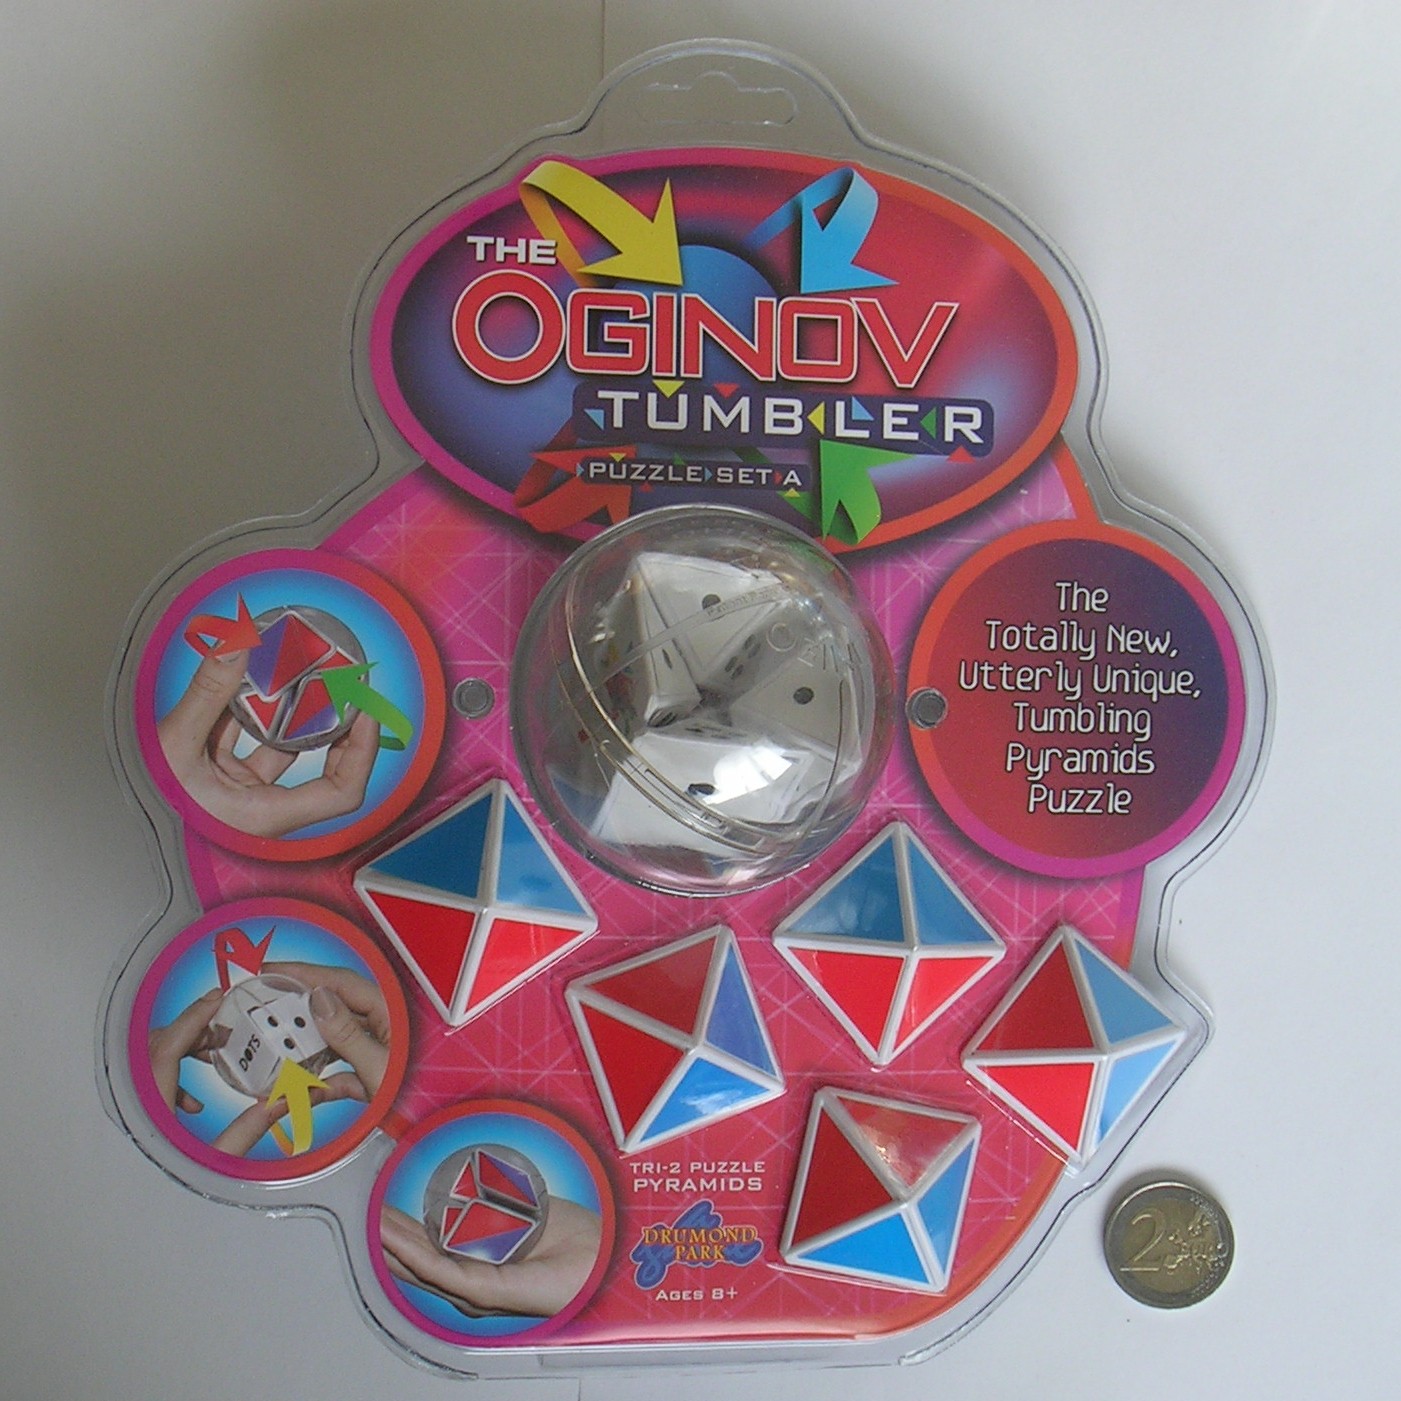 THE
OGINOV
TUMBLER
PUZZLE SET A
The
Totally New,
Utterly Unique,
Tumbling
Pyramids
Puzzle
DOTS
TRI-2 PUZZLE
PYRAMIDS
DRUMOND
PARK
AGES 8+
2